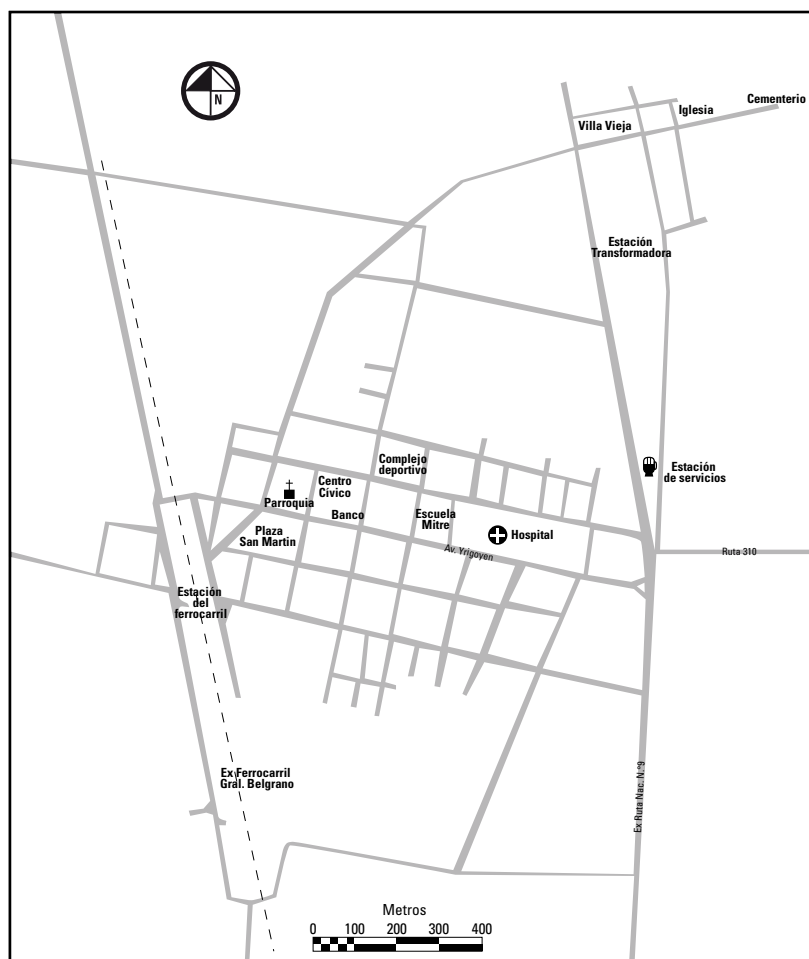 N
Cementerio
Iglesia
Villa Vieja
Estación
Transformadora
Complejo
deportivo
Estación
de servicios
Centro
Cívico
Parroquia
Banco
Escuela
Mitre
Hospital
Plaza
San Martin
Av. Yrigoyen
Ruta 310
Estación
del
ferrocarril
Ex Ferrocarril
Gral. Belgrano
Ex Ruta Nac. N.º9
Metros
0 100 200 300 400